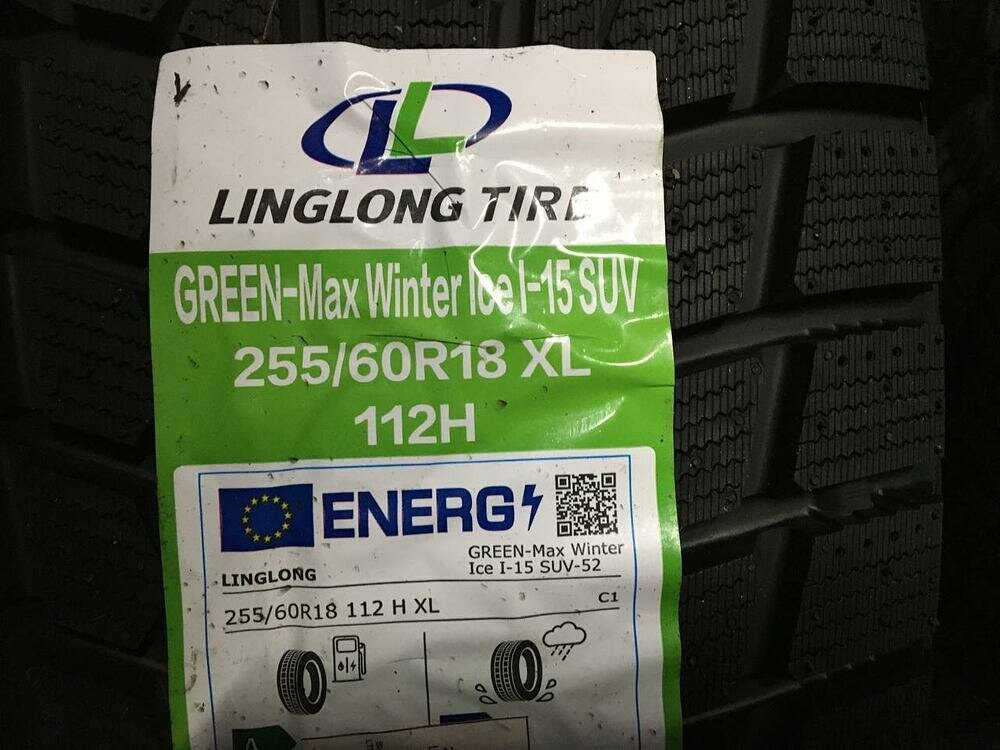 LINGLONG TIRE
GREEN-Max Winter Ice I-15 SUV
255/60R18 XL
112H
ENERG
GREEN-Max Winter
Ice I-15 SUV-52
LINGLONG
255/60R18 112 H XL
C1
A